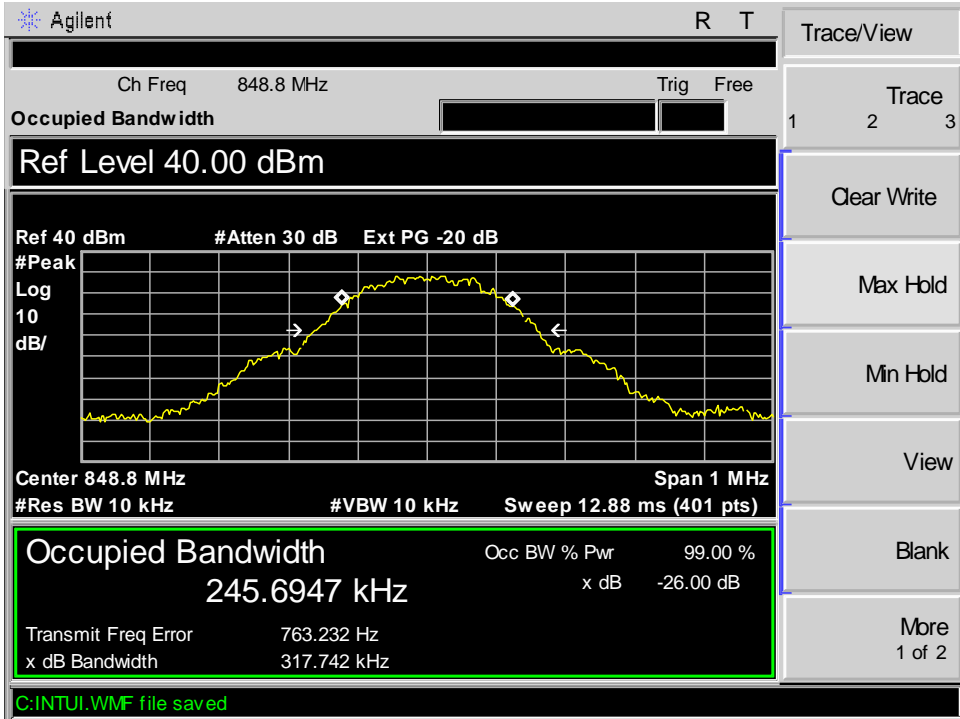 Agilent R T
Trace/View
Ch Freq 848.8 MHz Trig Free
Occupied Bandwidth
Trace
1 2 3
Ref Level 40.00 dBm
Clear Write
Ref 40 dBm #Atten 30 dB Ext PG -20 dB
#Peak
Log
10
dB/
Max Hold
Min Hold
Center 848.8 MHz Span 1 MHz
#Res BW 10 kHz #VBW 10 kHz Sweep 12.88 ms (401 pts)
View
Occupied Bandwidth Occ BW % Pwr 99.00 %
245.6947 kHz x dB -26.00 dB
Blank
Transmit Freq Error 763.232 Hz
x dB Bandwidth 317.742 kHz
More
1 of 2
C:INTUI.WMF file saved